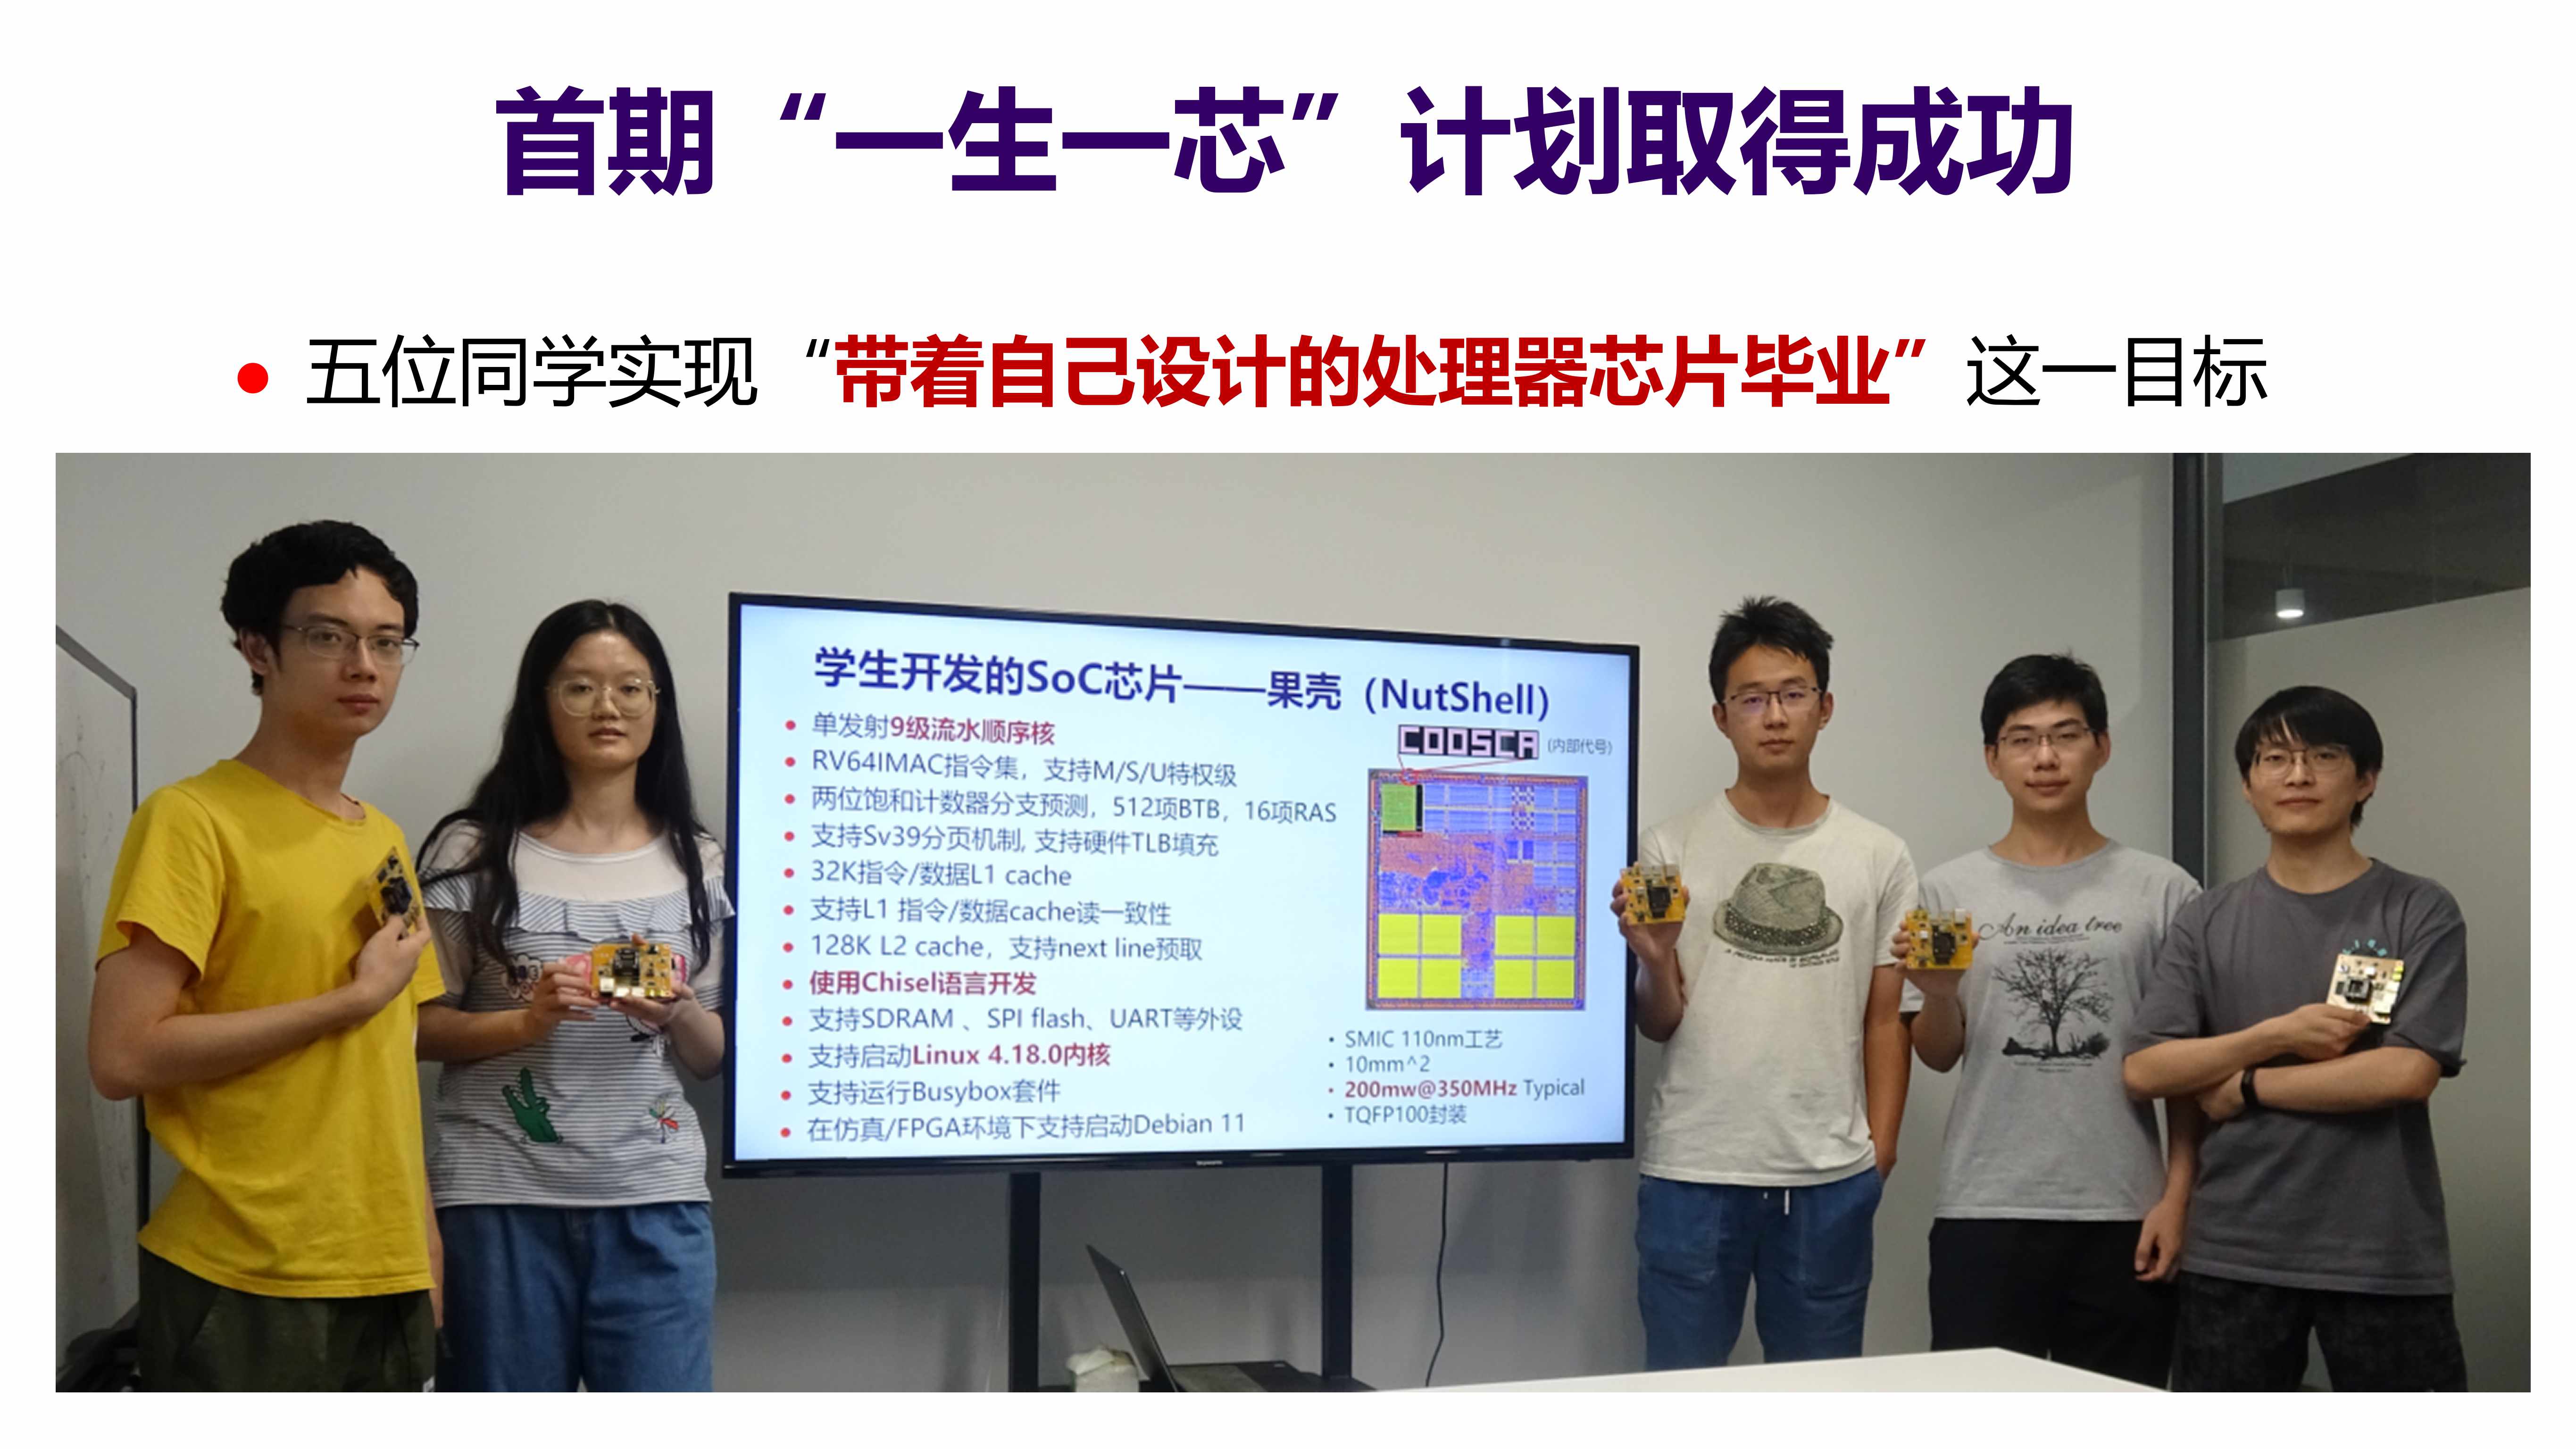 首期“一生一芯”计划取得成功
• 五位同学实现“带着自己设计的处理器芯片毕业”这一目标
学生开发的SoC芯片——果壳（NutShell）
• 单发射9级流水顺序核
• RV64IMAC指令集，支持M/S/U特权级
• 两位饱和计数器分支预测，512项BTB，16项RAS
• 支持Sv39分页机制, 支持硬件TLB填充
• 32K指令/数据L1 cache
• 支持L1 指令/数据cache读一致性
• 128K L2 cache，支持next line预取
• 使用Chisel语言开发
• 支持SDRAM 、SPI flash、UART等外设
• 支持启动Linux 4.18.0内核
• 支持运行Busybox套件
• 在仿真/FPGA环境下支持启动Debian 11
COOSCA (内部代号)
• SMIC 110nm工艺
• 10mm^2
• 200mw@350MHz Typical
• TQFP100封装
An idea tree